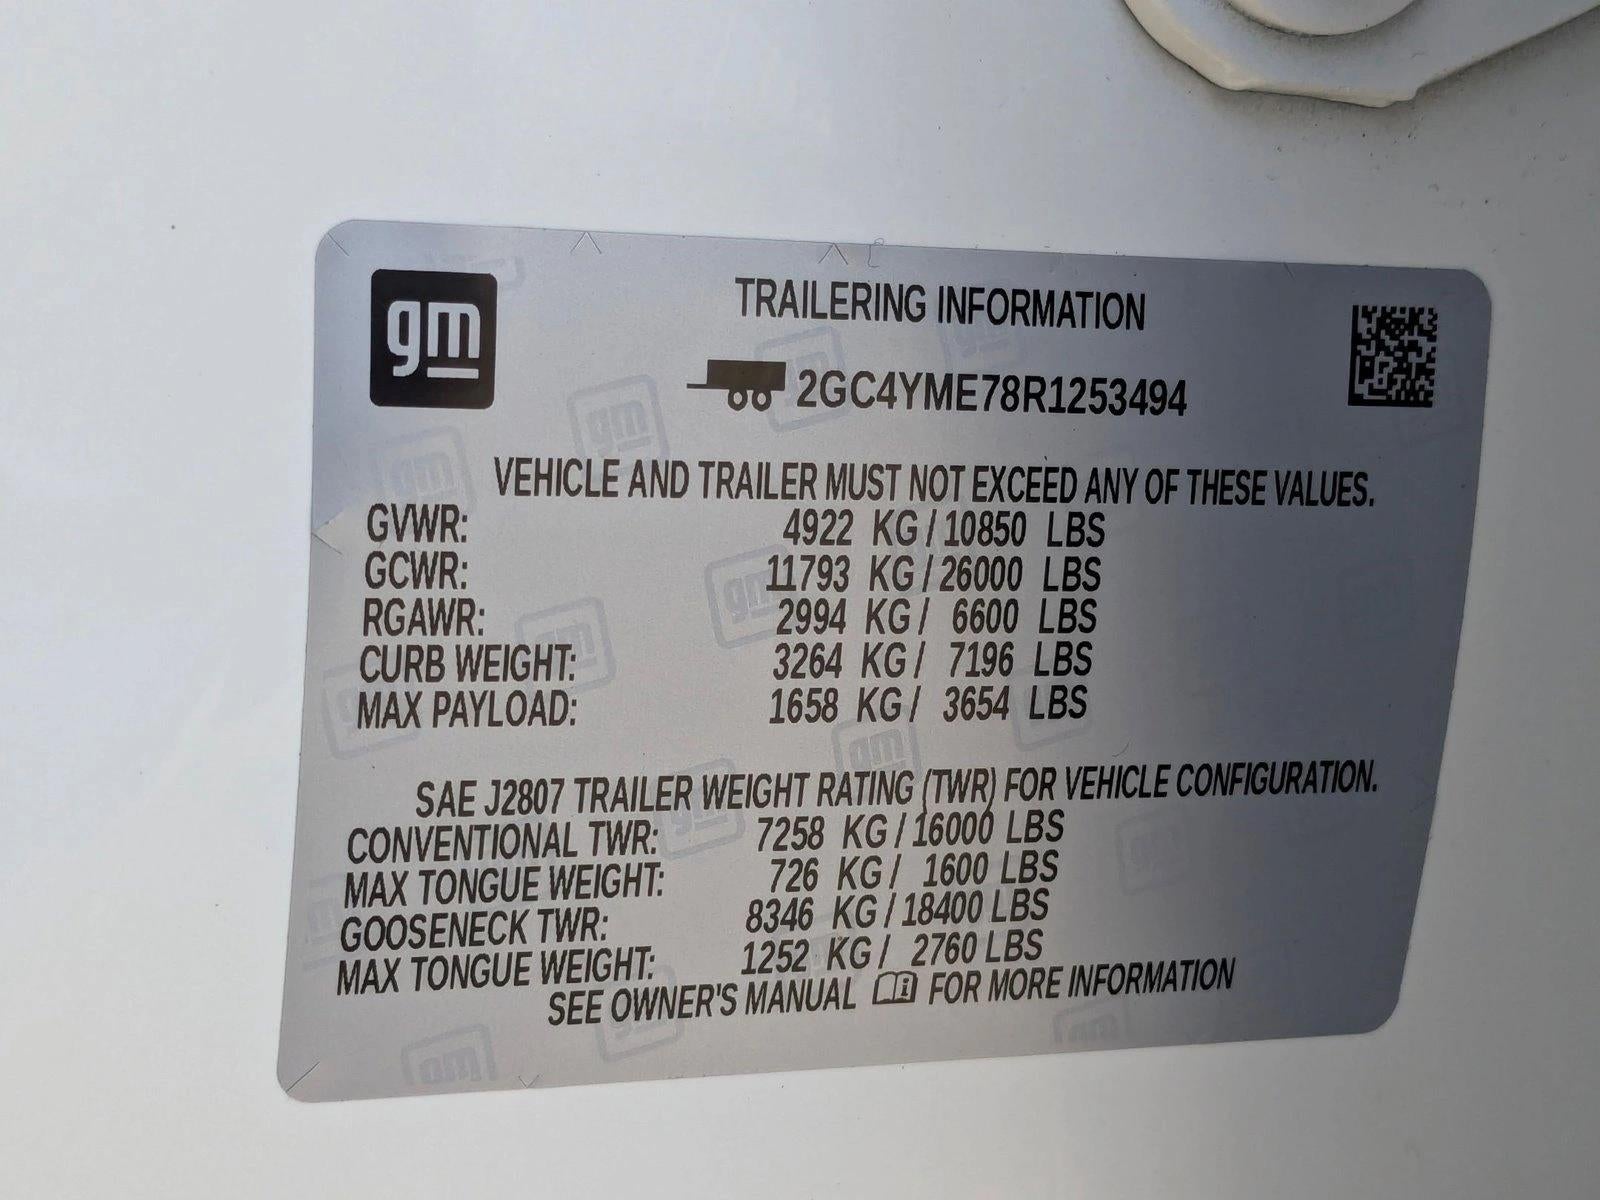 gm
TRAILERING INFORMATION
2GC4YME78R1253494
VEHICLE AND TRAILER MUST NOT EXCEED ANY OF THESE VALUES.
GVWR: 4922 KG / 10850 LBS
GCWR: 11793 KG / 26000 LBS
RGAWR: 2994 KG / 6600 LBS
CURB WEIGHT: 3264 KG / 7196 LBS
MAX PAYLOAD: 1658 KG / 3654 LBS
SAE J2807 TRAILER WEIGHT RATING (TWR) FOR VEHICLE CONFIGURATION.
CONVENTIONAL TWR: 7258 KG / 16000 LBS
MAX TONGUE WEIGHT: 726 KG / 1600 LBS
GOOSENECK TWR: 8346 KG / 18400 LBS
MAX TONGUE WEIGHT: 1252 KG / 2760 LBS
SEE OWNER'S MANUAL i FOR MORE INFORMATION